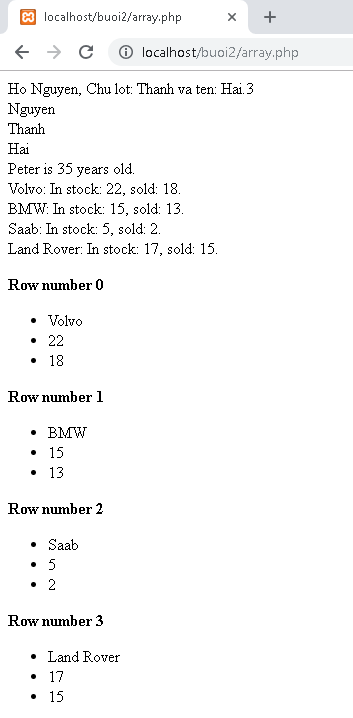 localhost/buoi2/array.php
localhost/buoi2/array.php
Ho Nguyen, Chu lot: Thanh va ten: Hai.3
Nguyen
Thanh
Hai
Peter is 35 years old.
Volvo: In stock: 22, sold: 18.
BMW: In stock: 15, sold: 13.
Saab: In stock: 5, sold: 2.
Land Rover: In stock: 17, sold: 15.
Row number 0
Volvo
22
18
Row number 1
BMW
15
13
Row number 2
Saab
5
2
Row number 3
Land Rover
17
15